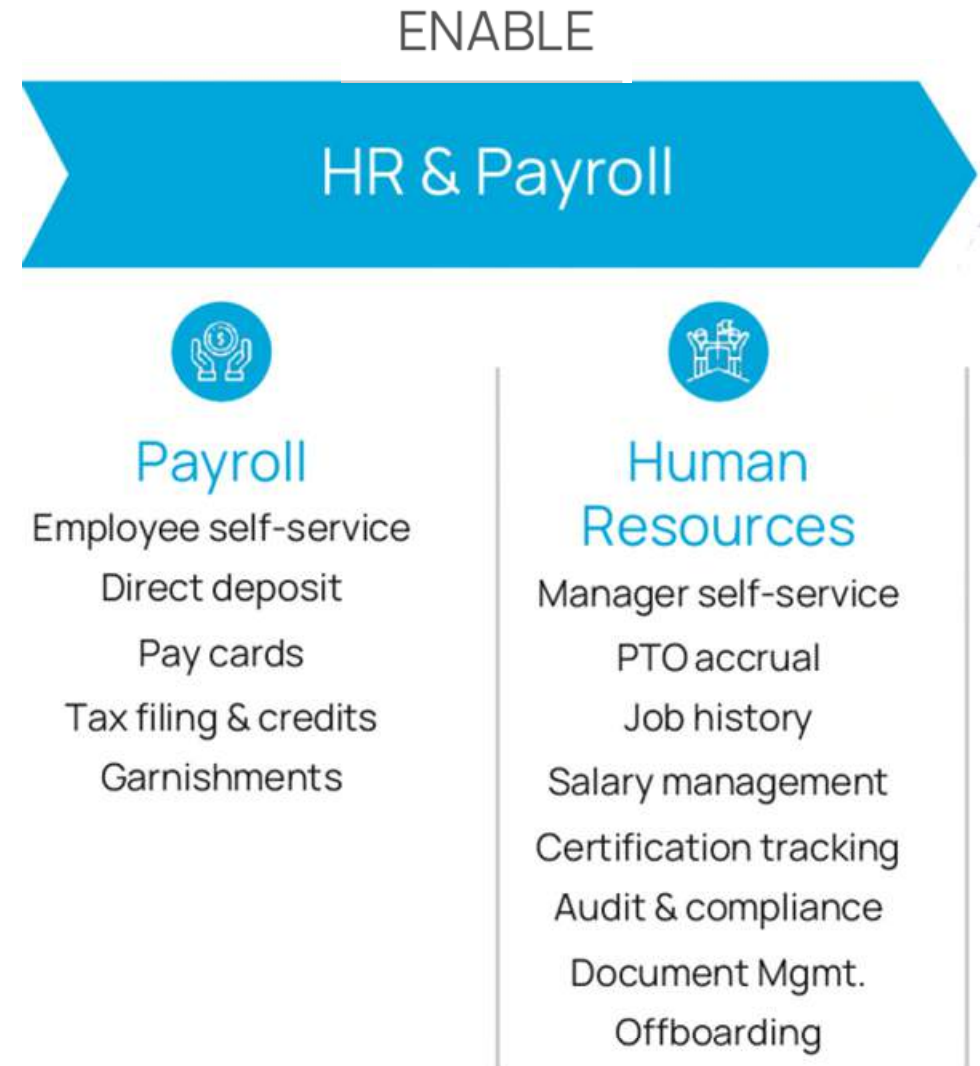 ENABLE
HR & Payroll
Payroll
Employee self-service
Direct deposit
Pay cards
Tax filing & credits
Garnishments
Human
Resources
Manager self-service
PTO accrual
Job history
Salary management
Certification tracking
Audit & compliance
Document Mgmt.
Offboarding